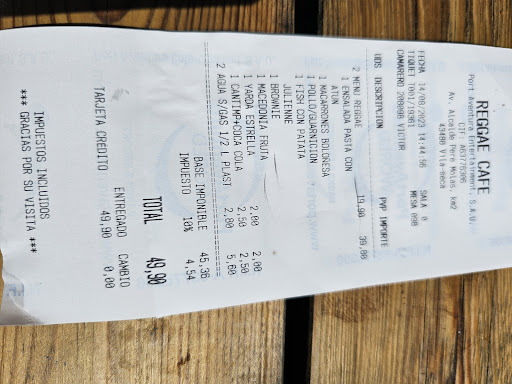 REGGAE CAFE
Port Aventura Entertainment, S.A.U.
CIF:
Av. Alcalde Pere Molas, km2
43480 Vila-seca
FECHA 14/08/2023 14:44:56 SALA 0
TIQUET MESA 098
CAMARERO VICTOR
UDS DESCRIPCION PVP IMPORTE
2 MENU REGGAE 19,90 39,80
1 ENSALADA PASTA CON
ATUN
1 MACARRONES BOLOÑESA
1 POLLO/GUARNICION
1 FISH CON PATATA
JULIENNE
1 BROWNIE
1 MACEDONIA FRUTA
1 YARDA ESTRELLA 2,00 2,00
1 CANTIMP+COCA COLA 2,50 2,50
2 AGUA S/GAS 1/2 L PLAST 2,80 5,60
BASE IMPONIBLE 45,36
IMPUESTO 10% 4,54
TOTAL 49,90
ENTREGADO CAMBIO
TARJETA CREDITO 49,90 0,00
IMPUESTOS INCLUIDOS
*** GRACIAS POR SU VISITA ***